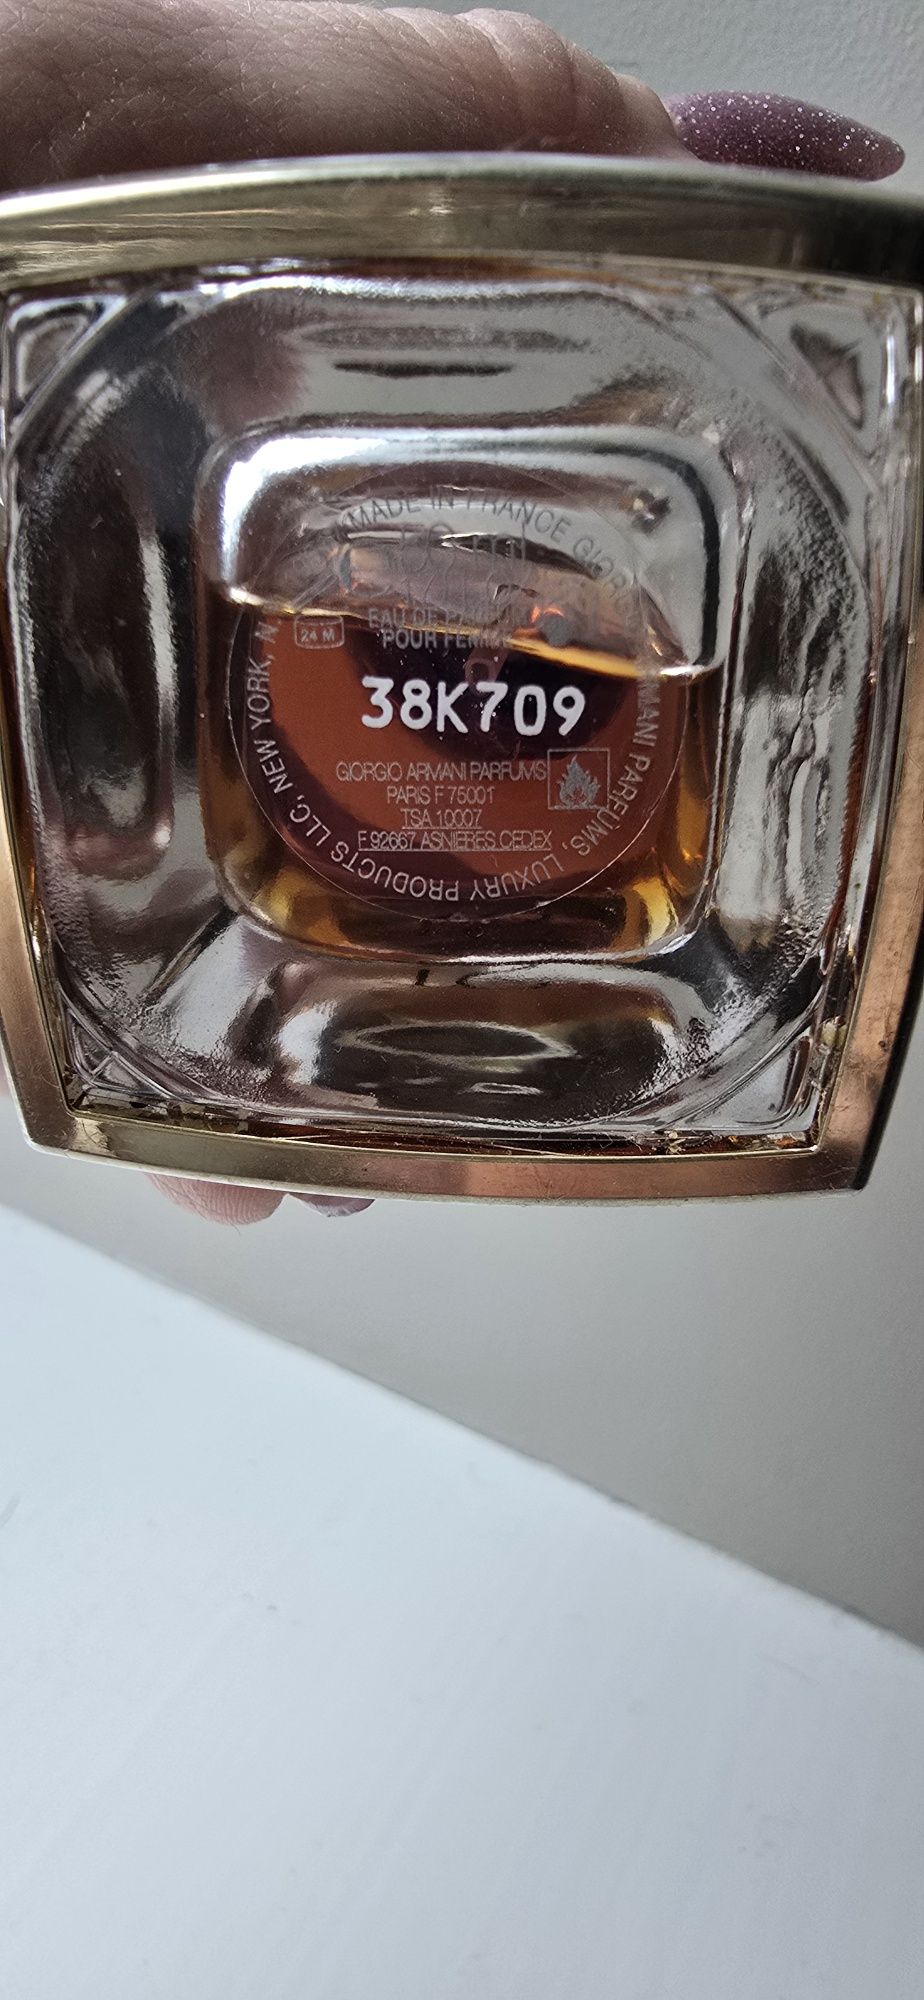 MADE IN FRANCE GIORGIO ARMANI PARFUMS, LUXURY PRODUCTS LLC, NEW YORK, N.
EAU DE PARFUM
24 M
POUR FEMME
38K709
GIORGIO ARMANI PARFUMS
PARIS F 75001
TSA 10007
F 92667 ASNIERES CEDEX